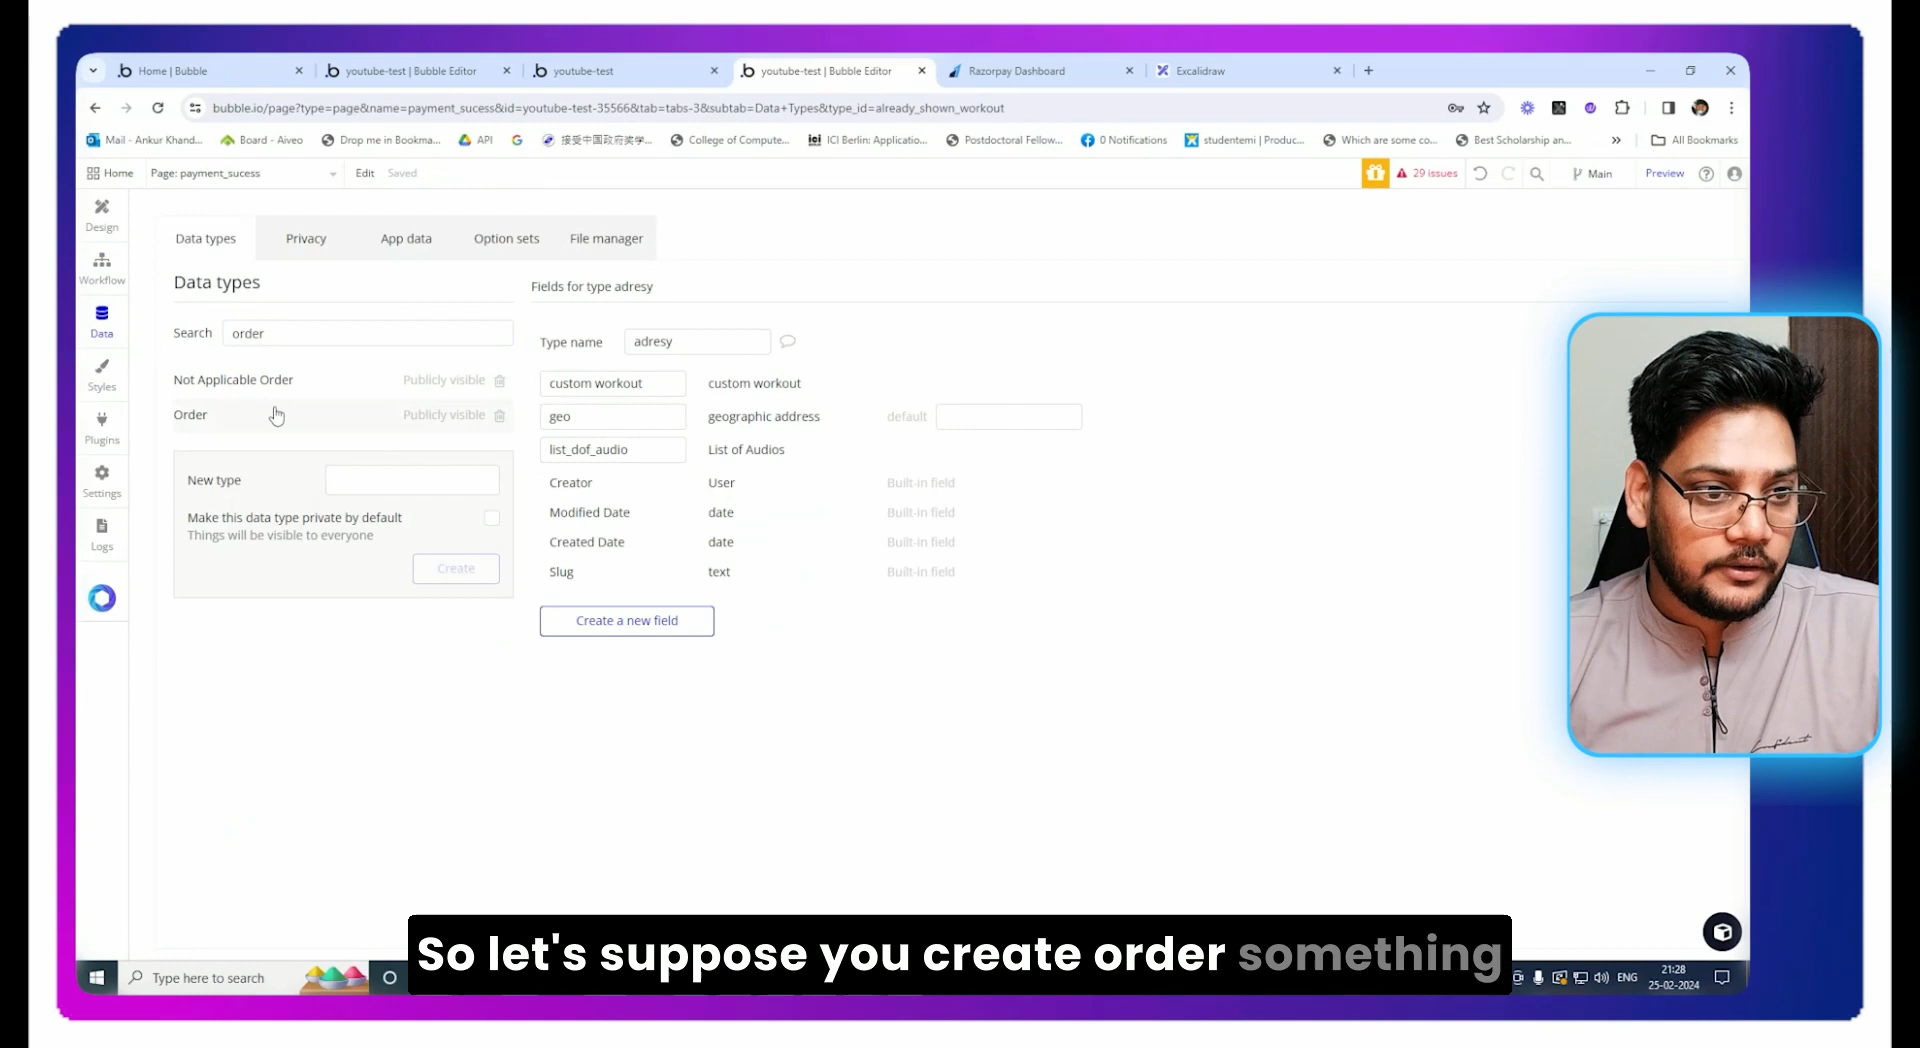 Home | Bubble
youtube-test | Bubble Editor
youtube-test
youtube-test | Bubble Editor
Razorpay Dashboard
Excalidraw
bubble.io/page?type=page&name=payment_sucess&id=youtube-test-35566&tab=tabs-3&subtab=Data+Types&type_id=already_shown_workout
Mail - Ankur Khand...
Board - Aiveo
Drop me in Bookma...
API
接受中国政府奖学...
College of Compute...
iei ICI Berlin: Applicatio...
Postdoctoral Fellow...
0 Notifications
studentemi | Produc...
Which are some co...
Best Scholarship an...
All Bookmarks
Home
Page: payment_sucess
Edit
Saved
29 issues
Main
Preview
Design
Workflow
Data
Styles
Plugins
Settings
Logs
Data types
Privacy
App data
Option sets
File manager
Data types
Search
order
Not Applicable Order
Publicly visible
Order
Publicly visible
New type
Make this data type private by default
Things will be visible to everyone
Create
Fields for type adresy
Type name
adresy
custom workout
custom workout
geo
geographic address
default
list_dof_audio
List of Audios
Creator
User
Built-in field
Modified Date
date
Built-in field
Created Date
date
Built-in field
Slug
text
Built-in field
Create a new field
So let's suppose you create order something
Type here to search
ENG
21:28
25-02-2024